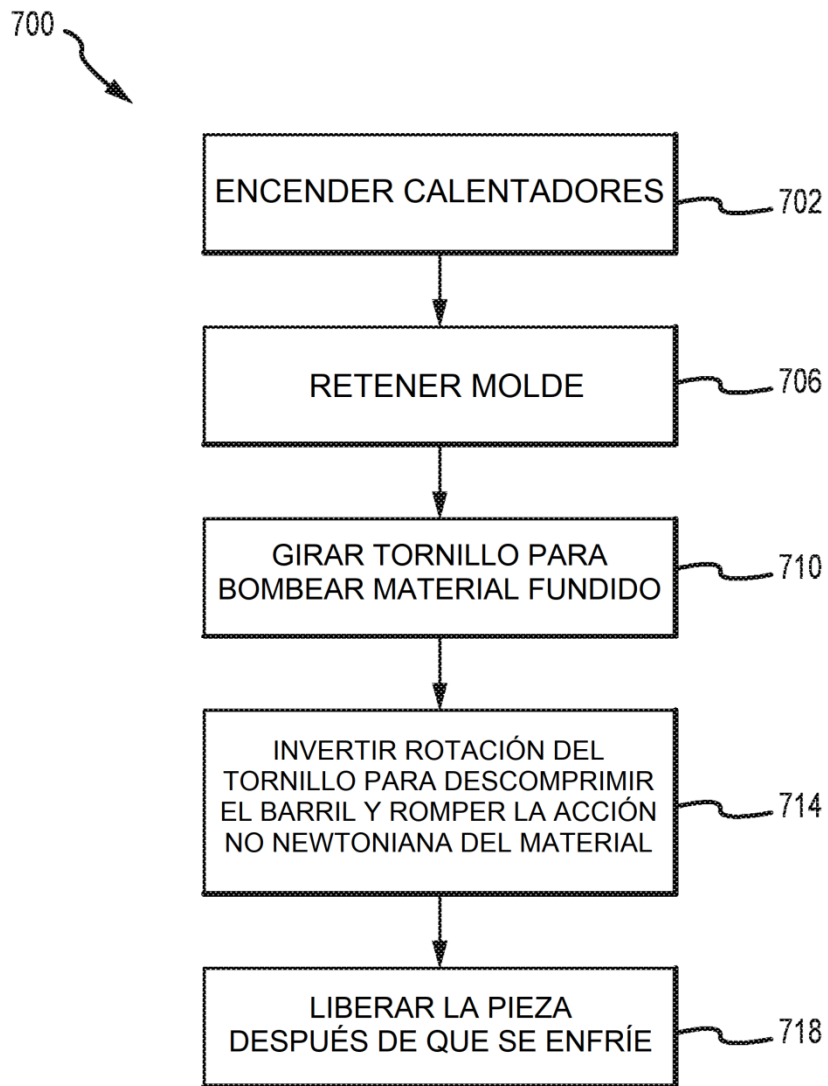 700
ENCENDER CALENTADORES
702
RETENER MOLDE
706
GIRAR TORNILLO PARA
BOMBEAR MATERIAL FUNDIDO
710
INVERTIR ROTACIÓN DEL
TORNILLO PARA DESCOMPRIMIR
EL BARRIL Y ROMPER LA ACCIÓN
NO NEWTONIANA DEL MATERIAL
714
LIBERAR LA PIEZA
DESPUÉS DE QUE SE ENFRÍE
718